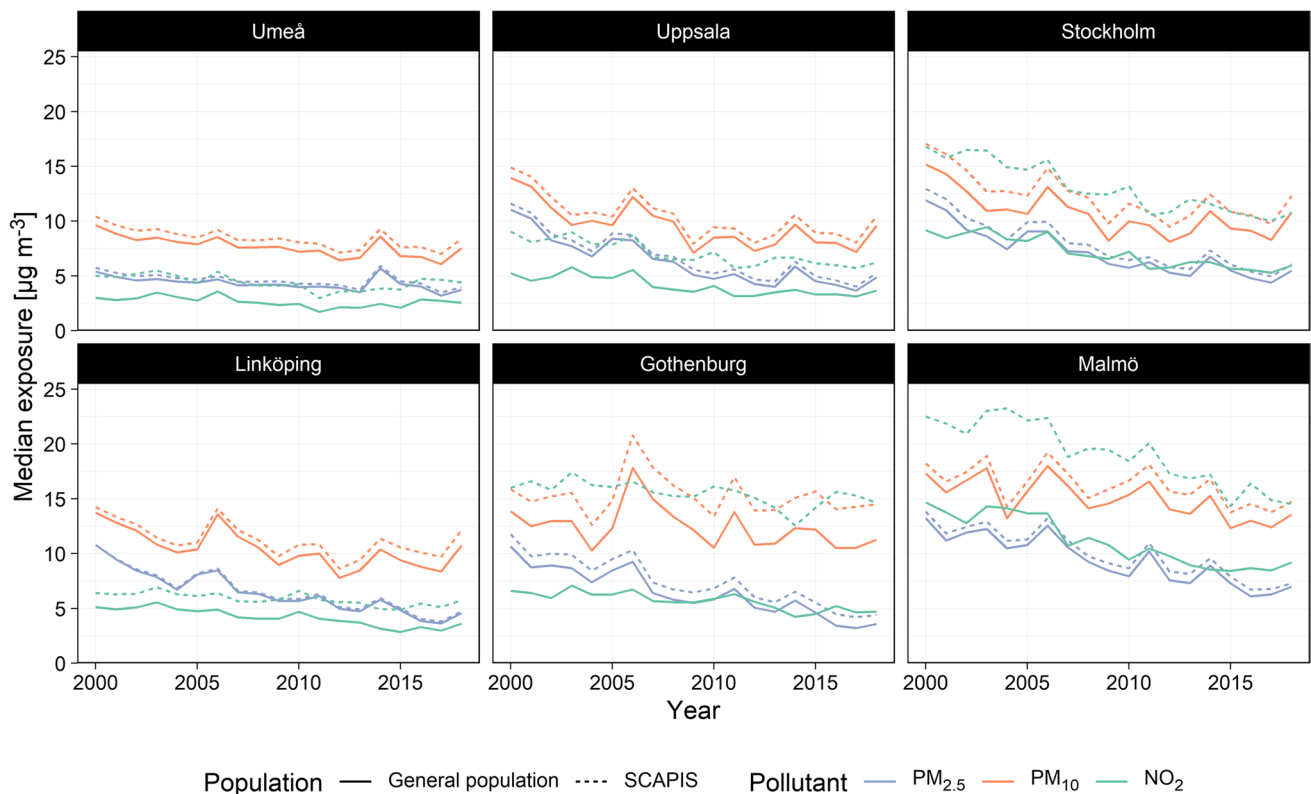 Umeå Uppsala Stockholm
25
20
15
10
5
0
Linköping Gothenburg Malmö
25
20
15
10
5
0
Median exposure [µg m⁻³]
2000 2005 2010 2015 2000 2005 2010 2015 2000 2005 2010 2015
Year
Population General population SCAPIS Pollutant PM₂.₅ PM₁₀ NO₂